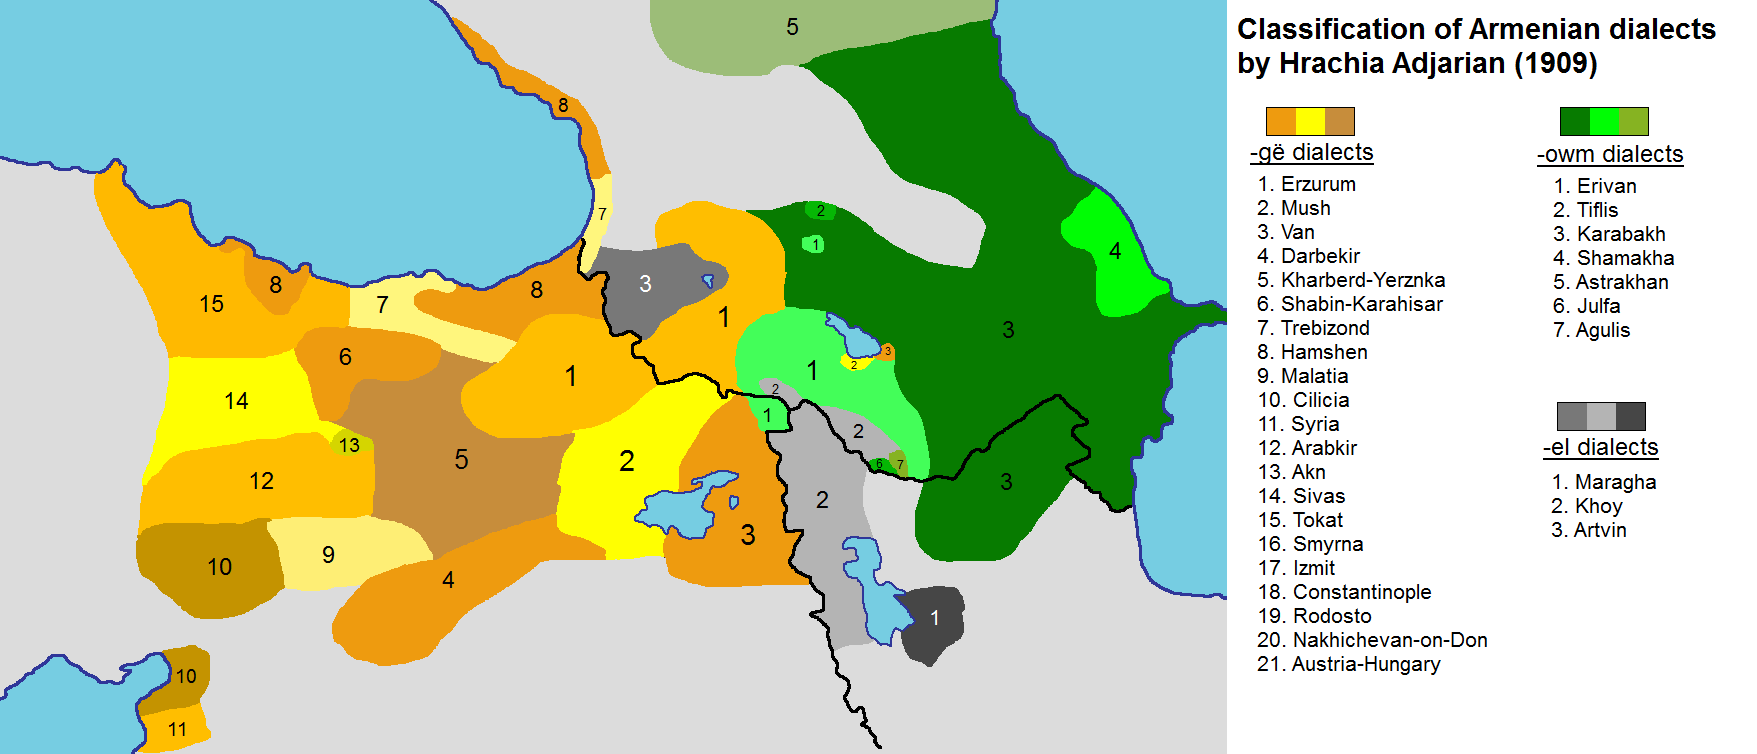 Classification of Armenian dialects
by Hrachia Adjarian (1909)
-gë dialects
1. Erzurum
2. Mush
3. Van
4. Darbekir
5. Kharberd-Yerznka
6. Shabin-Karahisar
7. Trebizond
8. Hamshen
9. Malatia
10. Cilicia
11. Syria
12. Arabkir
13. Akn
14. Sivas
15. Tokat
16. Smyrna
17. Izmit
18. Constantinople
19. Rodosto
20. Nakhichevan-on-Don
21. Austria-Hungary
-owm dialects
1. Erivan
2. Tiflis
3. Karabakh
4. Shamakha
5. Astrakhan
6. Julfa
7. Agulis
-el dialects
1. Maragha
2. Khoy
3. Artvin
5
8
7
2
1
4
3
8
15
7
8
3
1
3
6
1
1
2
3
14
2
1
13
5
2
2
6
7
12
3
2
3
9
10
4
1
10
11